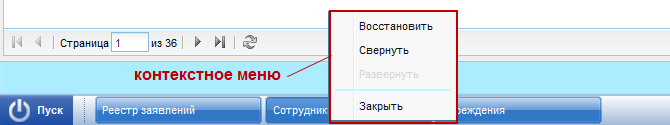 Страница 1 из 36
Восстановить
Свернуть
Развернуть
Закрыть
контекстное меню
Пуск
Реестр заявлений
Сотрудник
реждения